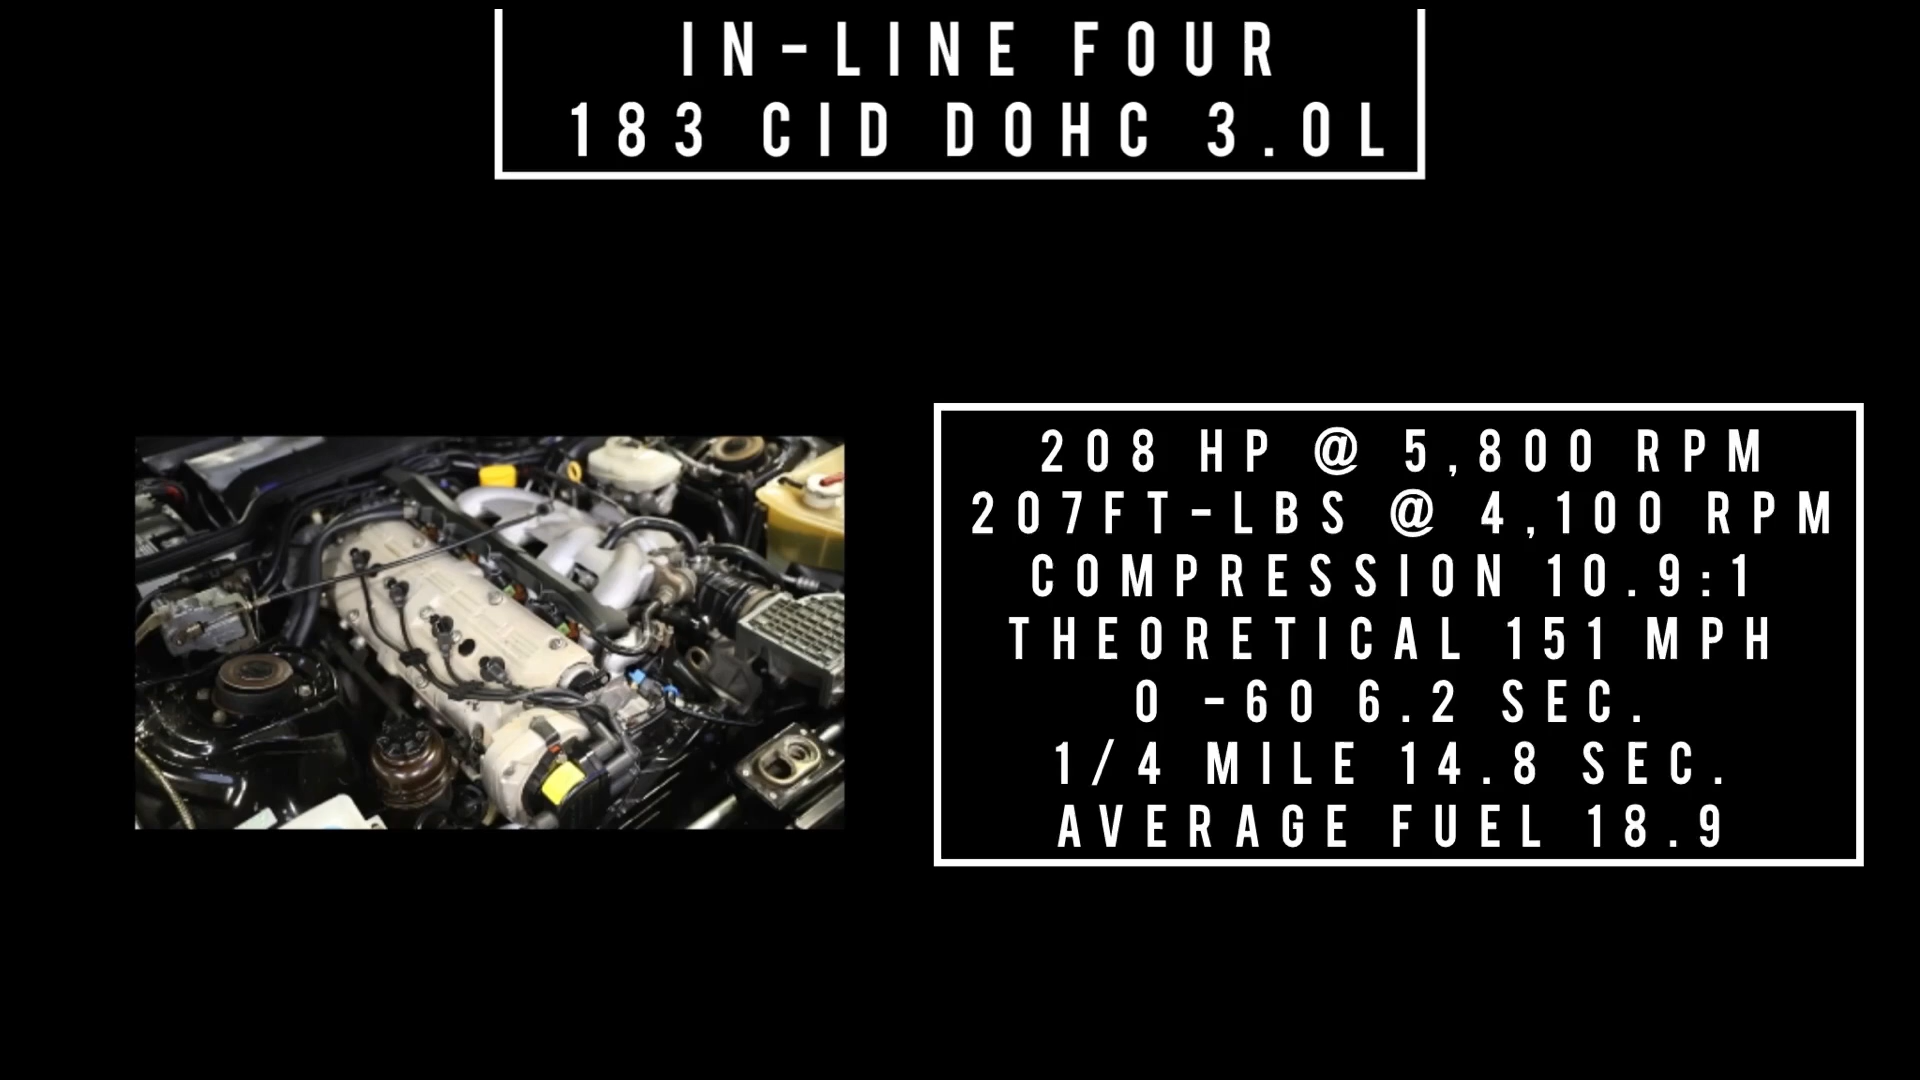 IN-LINE FOUR
183 CID DOHC 3.0L
208 HP @ 5,800 RPM
207FT-LBS @ 4,100 RPM
COMPRESSION 10.9:1
THEORETICAL 151 MPH
0 -60 6.2 SEC.
1/4 MILE 14.8 SEC.
AVERAGE FUEL 18.9